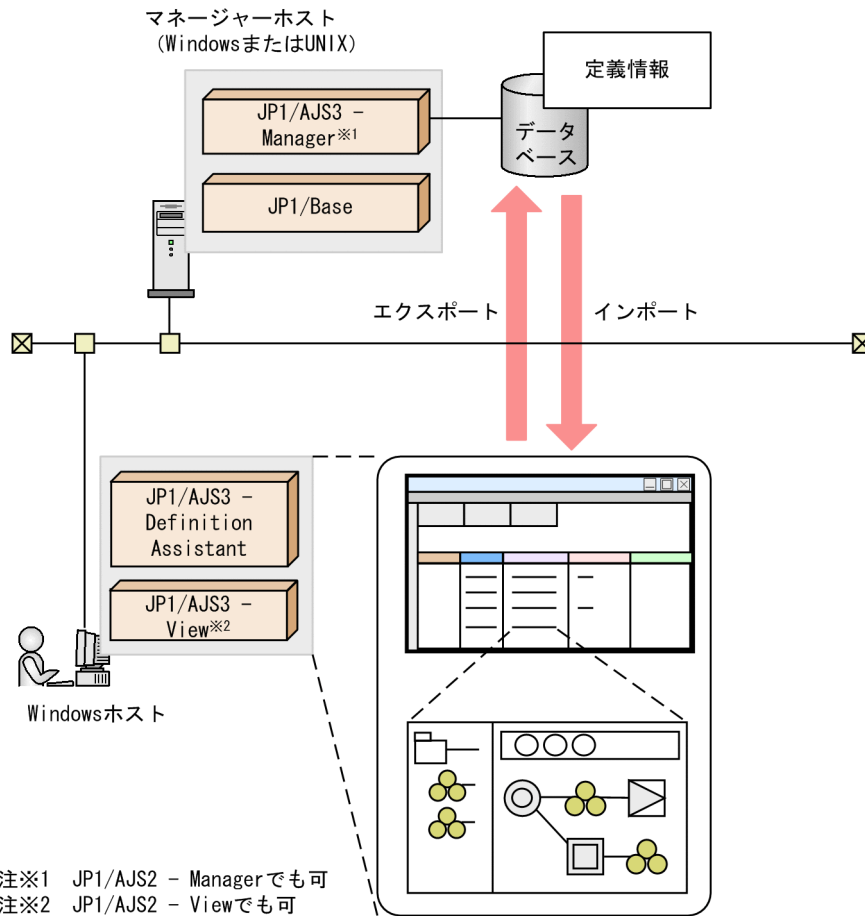 マネージャーホスト
（WindowsまたはUNIX）
定義情報
JP1/AJS3 −
Manager※1
データ
ベース
JP1/Base
エクスポート
インポート
JP1/AJS3 −
Definition
Assistant
JP1/AJS3 −
View※2
Windowsホスト
注※1　JP1/AJS2 − Managerでも可
注※2　JP1/AJS2 − Viewでも可